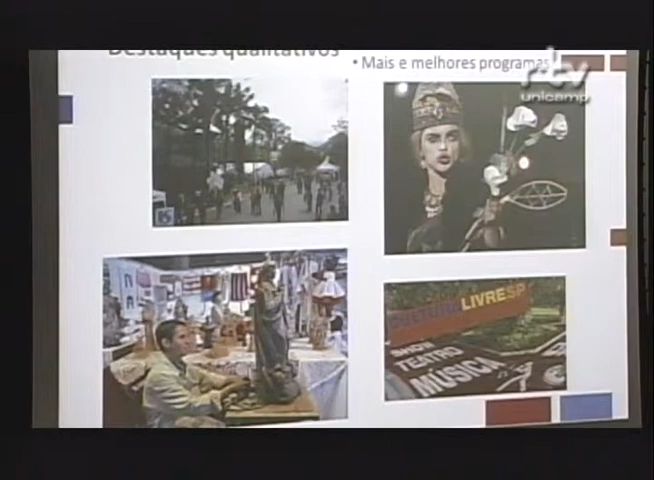 Destaques qualitativos
• Mais e melhores programas
rtv
unicamp
CULTURA LIVRE SP
SHOW
TEATRO
MÚSICA